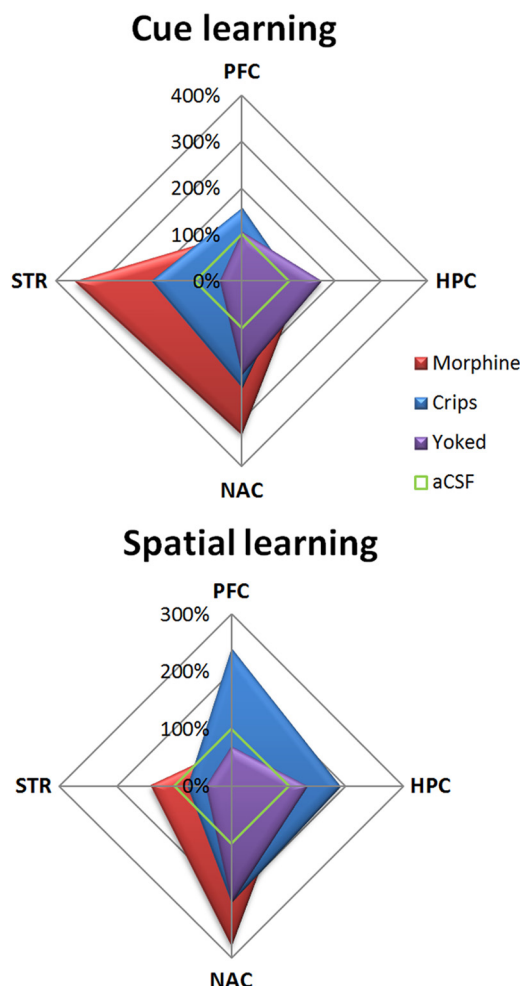 Cue learning
PFC
400%
300%
200%
100%
STR
0%
HPC
Morphine
Crips
Yoked
aCSF
NAC
Spatial learning
PFC
300%
200%
100%
STR
0%
HPC
NAC